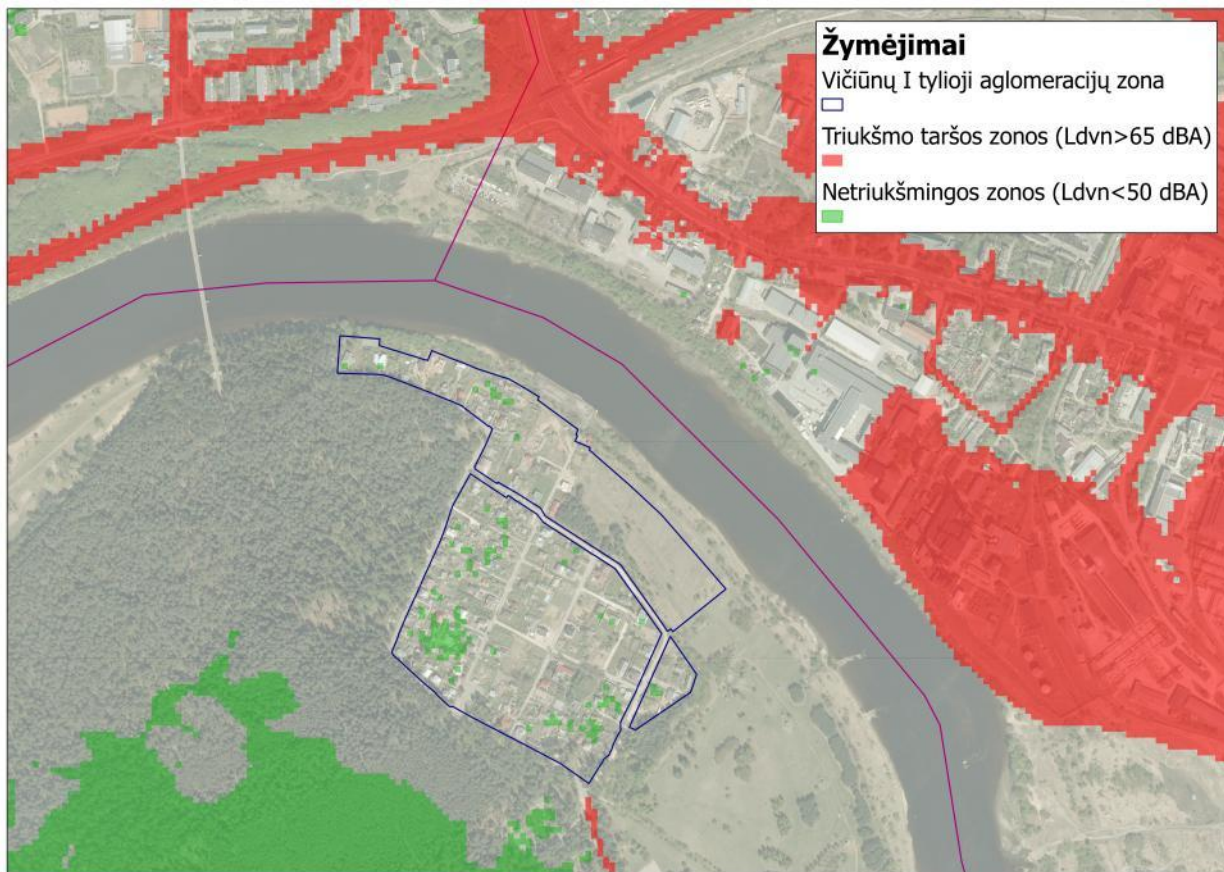 Žymėjimai
Vičiūnų I tylioji aglomeracijų zona
Triukšmo taršos zonos (Ldvn>65 dBA)
Netriukšmingos zonos (Ldvn<50 dBA)